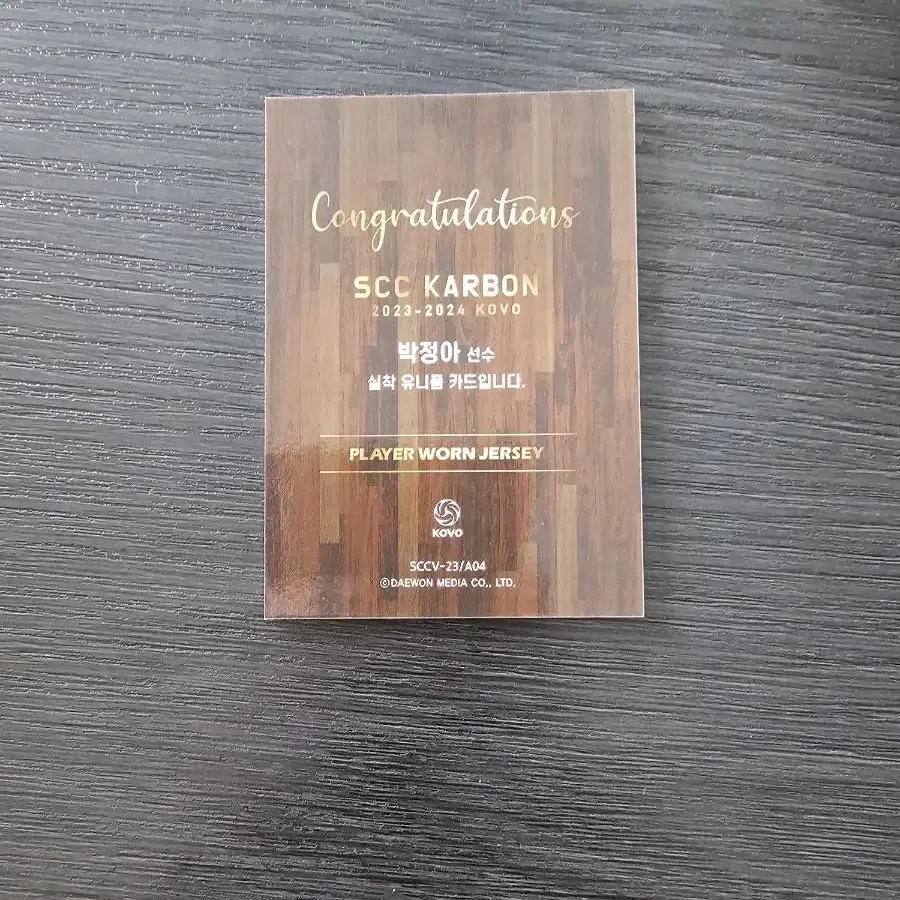 Congratulations
SCC KARBON
2023-2024 KOVO
박정아 선수
실착 유니폼 카드입니다.
PLAYER WORN JERSEY
KOVO
SCCV-23/A04
©DAEWON MEDIA CO., LTD.